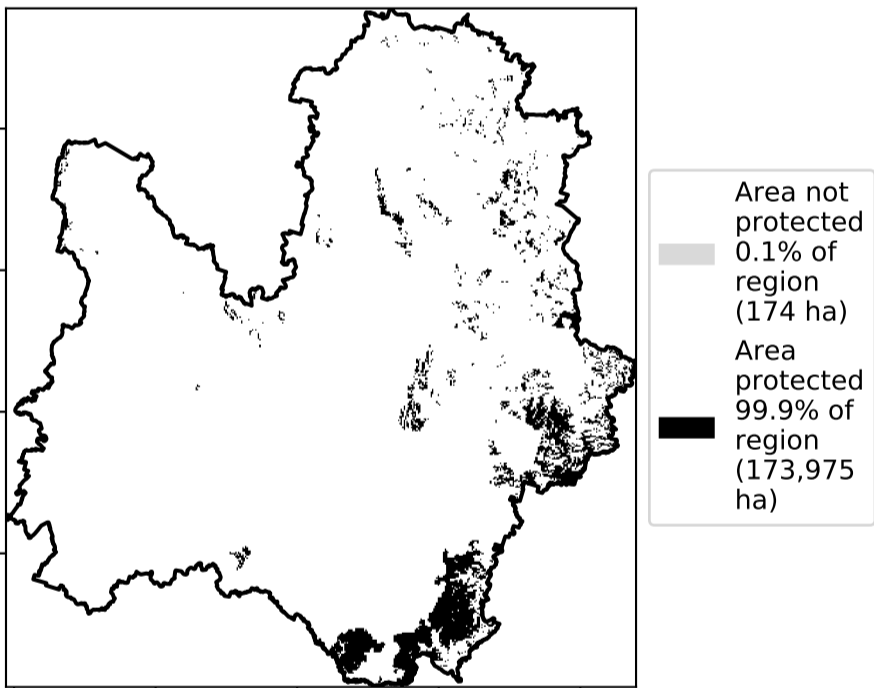 Area not
protected
0.1% of
region
(174 ha)
Area
protected
99.9% of
region
(173,975
ha)